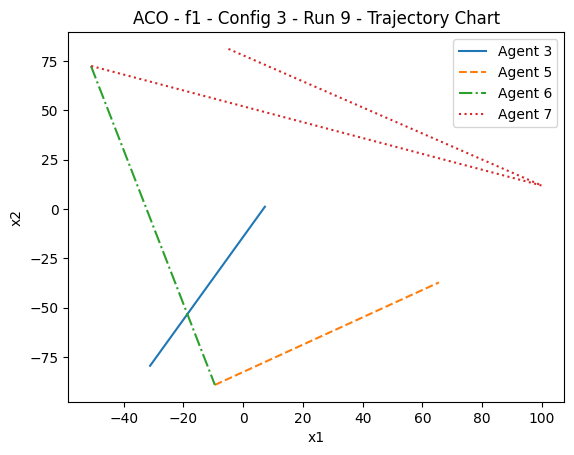 ACO - f1 - Config 3 - Run 9 - Trajectory Chart
Agent 3
Agent 5
Agent 6
Agent 7
x2
75
50
25
0
−25
−50
−75
−40
−20
0
20
40
60
80
100
x1